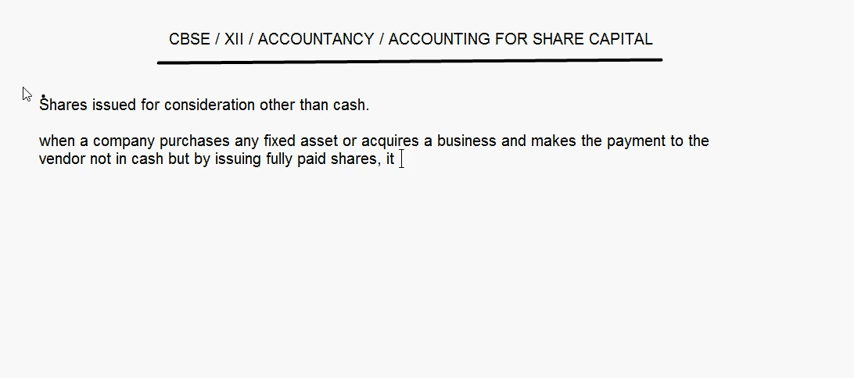 CBSE / XII / ACCOUNTANCY / ACCOUNTING FOR SHARE CAPITAL
Shares issued for consideration other than cash.
when a company purchases any fixed asset or acquires a business and makes the payment to the
vendor not in cash but by issuing fully paid shares, it